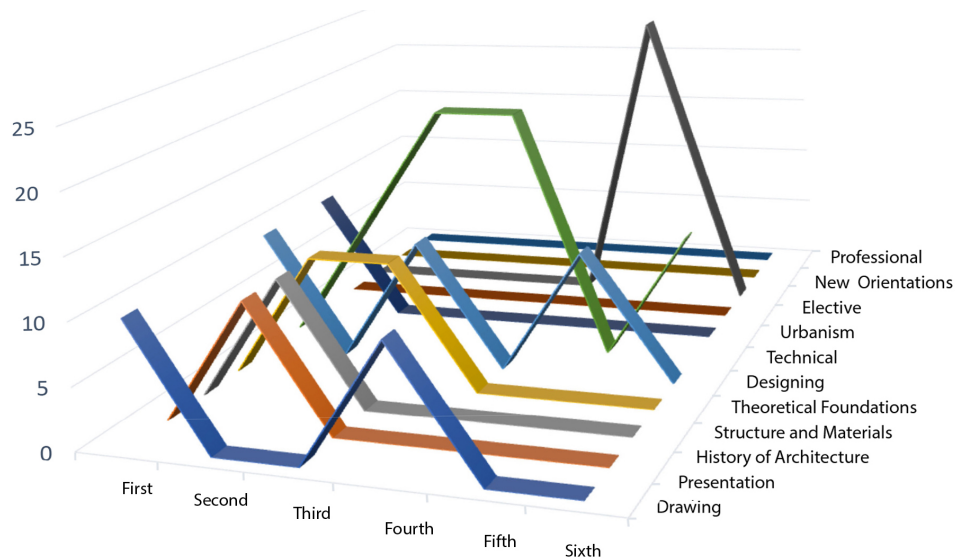 25
20
15
10
5
0
First
Second
Third
Fourth
Fifth
Sixth
Professional
New Orientations
Elective
Urbanism
Technical
Designing
Theoretical Foundations
Structure and Materials
History of Architecture
Presentation
Drawing